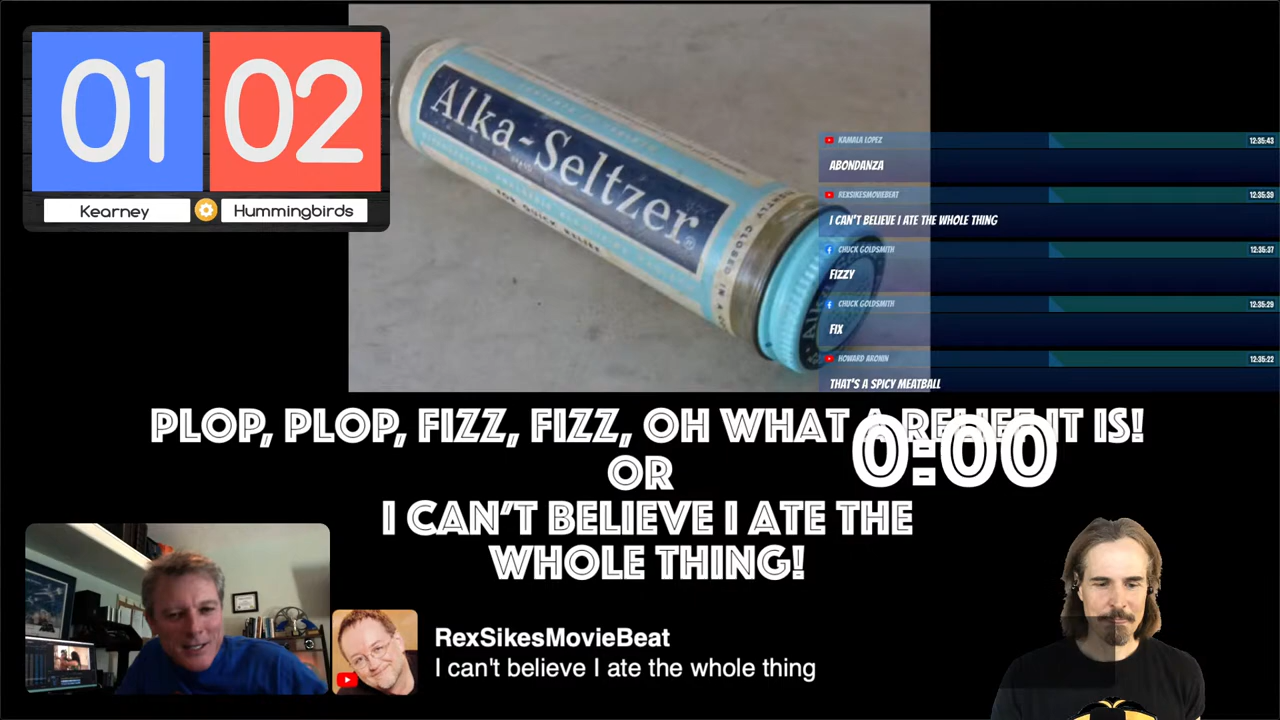 01
02
Kearney
Hummingbirds
Alka-Seltzer®
KAMALA LOPEZ
12:35:43
ABONDANZA
REXSIKESMOVIEBEAT
12:35:39
I CAN'T BELIEVE I ATE THE WHOLE THING
CHUCK GOLDSMITH
12:35:37
FIZZY
CHUCK GOLDSMITH
12:35:29
FIX
HOWARD ARONIN
12:35:22
THAT'S A SPICY MEATBALL
PLOP, PLOP, FIZZ, FIZZ, OH WHAT A RELIEF IT IS!
0:00
OR
I CAN'T BELIEVE I ATE THE
WHOLE THING!
RexSikesMovieBeat
I can't believe I ate the whole thing